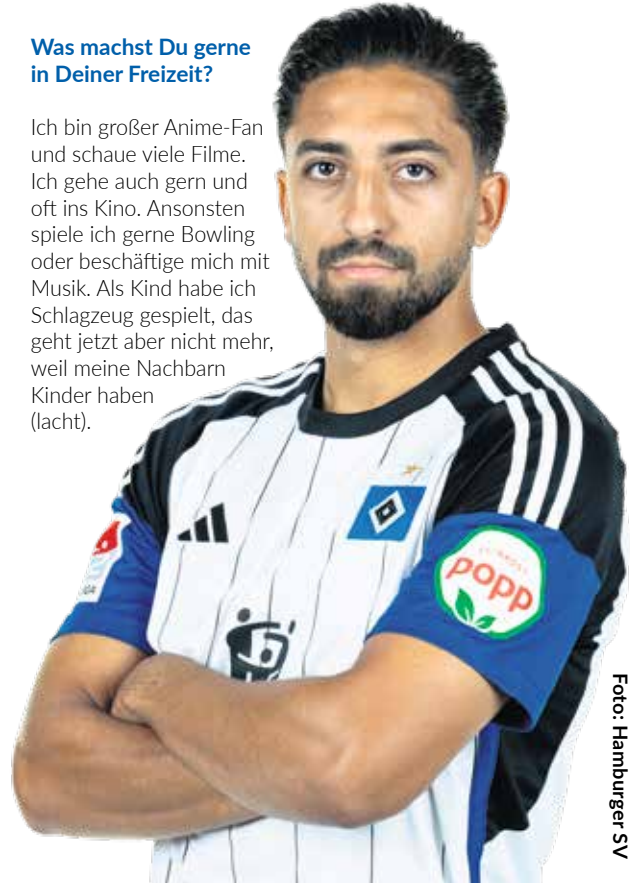 Was machst Du gerne
in Deiner Freizeit?
Ich bin großer Anime-Fan
und schaue viele Filme.
Ich gehe auch gern und
oft ins Kino. Ansonsten
spiele ich gerne Bowling
oder beschäftige mich mit
Musik. Als Kind habe ich
Schlagzeug gespielt, das
geht jetzt aber nicht mehr,
weil meine Nachbarn
Kinder haben
(lacht).
popp
Foto: Hamburger SV